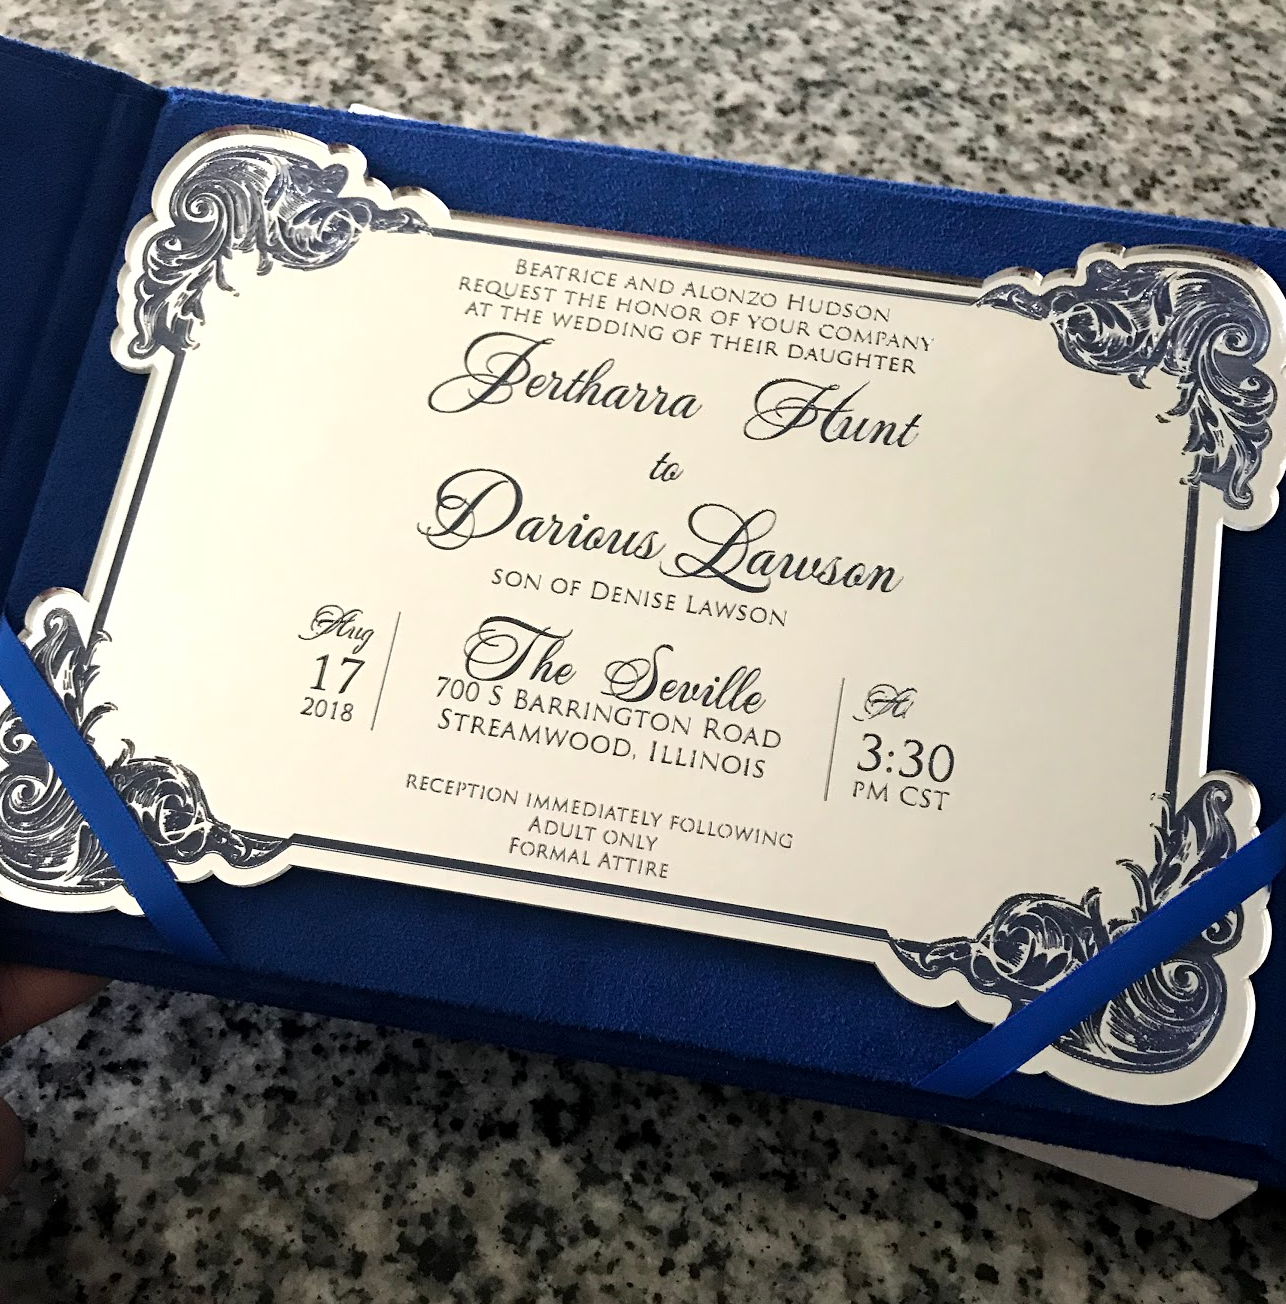 BEATRICE AND ALONZO HUDSON
REQUEST THE HONOR OF YOUR COMPANY
AT THE WEDDING OF THEIR DAUGHTER
Jertharra Hunt
to
Darious Lawson
SON OF DENISE LAWSON
Aug
17
2018
The Seville
700 S BARRINGTON ROAD
STREAMWOOD, ILLINOIS
At
3:30
PM CST
RECEPTION IMMEDIATELY FOLLOWING
ADULT ONLY
FORMAL ATTIRE